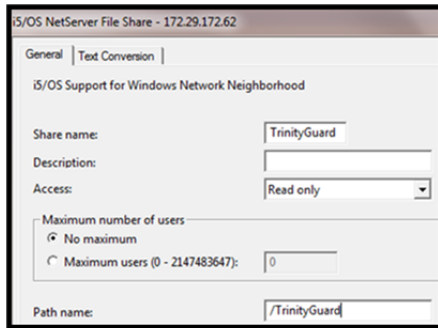 i5/OS NetServer File Share - 172.29.172.62
General Text Conversion
i5/OS Support for Windows Network Neighborhood
Share name: TrinityGuard
Description:
Access: Read only
Maximum number of users
No maximum
Maximum users (0 - 2147483647): 0
Path name: /TrinityGuard